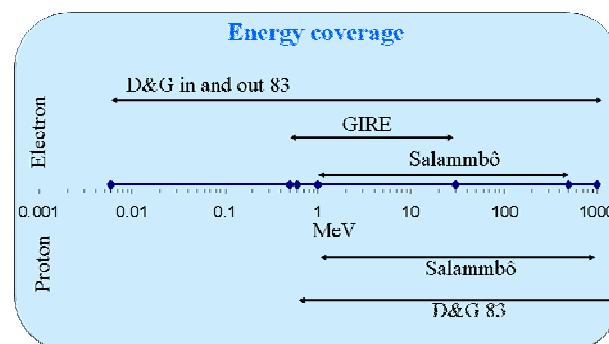 Energy coverage
D&G in and out 83
Electron
GIRE
Salammbô
0.001 0.01 0.1 1 10 100 1000
MeV
Proton
Salammbô
D&G 83